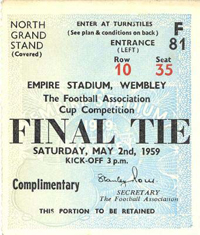 NORTH
GRAND
STAND
(Covered)
ENTER AT TURNSTILES
(See plan & conditions on back)
ENTRANCE
(LEFT)
F
81
Row
10
Seat
35
EMPIRE STADIUM, WEMBLEY
The Football Association
Cup Competition
FINAL TIE
SATURDAY, MAY 2nd, 1959
KICK-OFF 3 p.m.
Complimentary
SECRETARY
The Football Association
THIS PORTION TO BE RETAINED